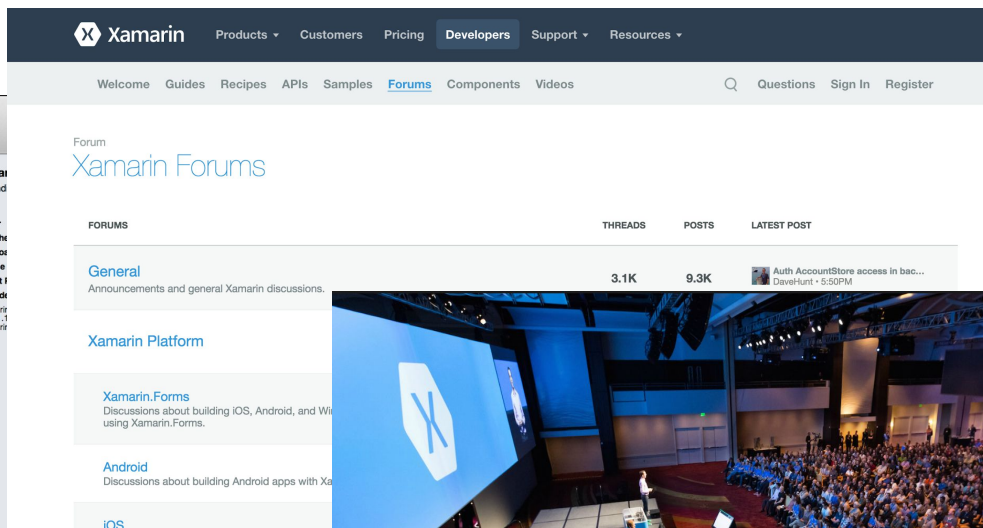 Xamarin
Products Customers Pricing Developers Support Resources
Welcome Guides Recipes APIs Samples Forums Components Videos Questions Sign In Register
Forum
Xamarin Forums
FORUMS THREADS POSTS LATEST POST
General
Announcements and general Xamarin discussions.
3.1K 9.3K
Auth AccountStore access in bac...
DaveHunt • 5:50PM
Xamarin Platform
Xamarin.Forms
Discussions about building iOS, Android, and Wi
using Xamarin.Forms.
Android
Discussions about building Android apps with Xa
iOS